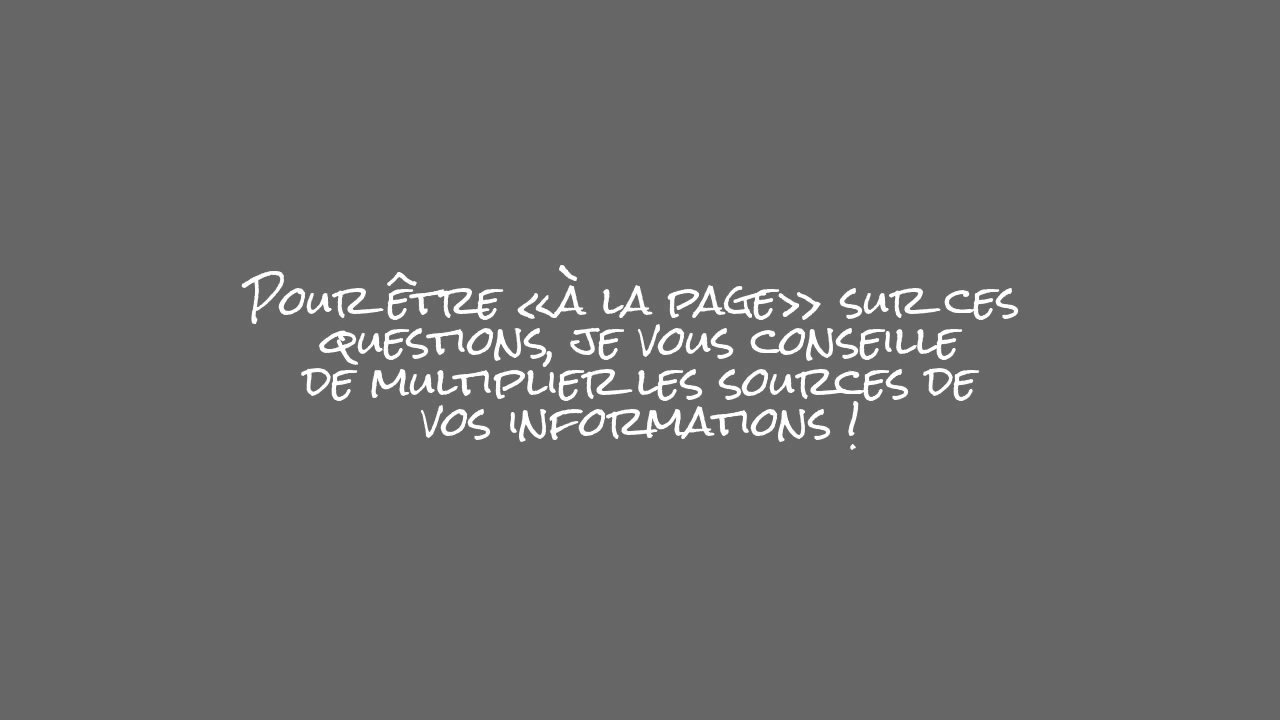 Pour être «à la page» sur ces
questions, je vous conseille
de multiplier les sources de
vos informations !